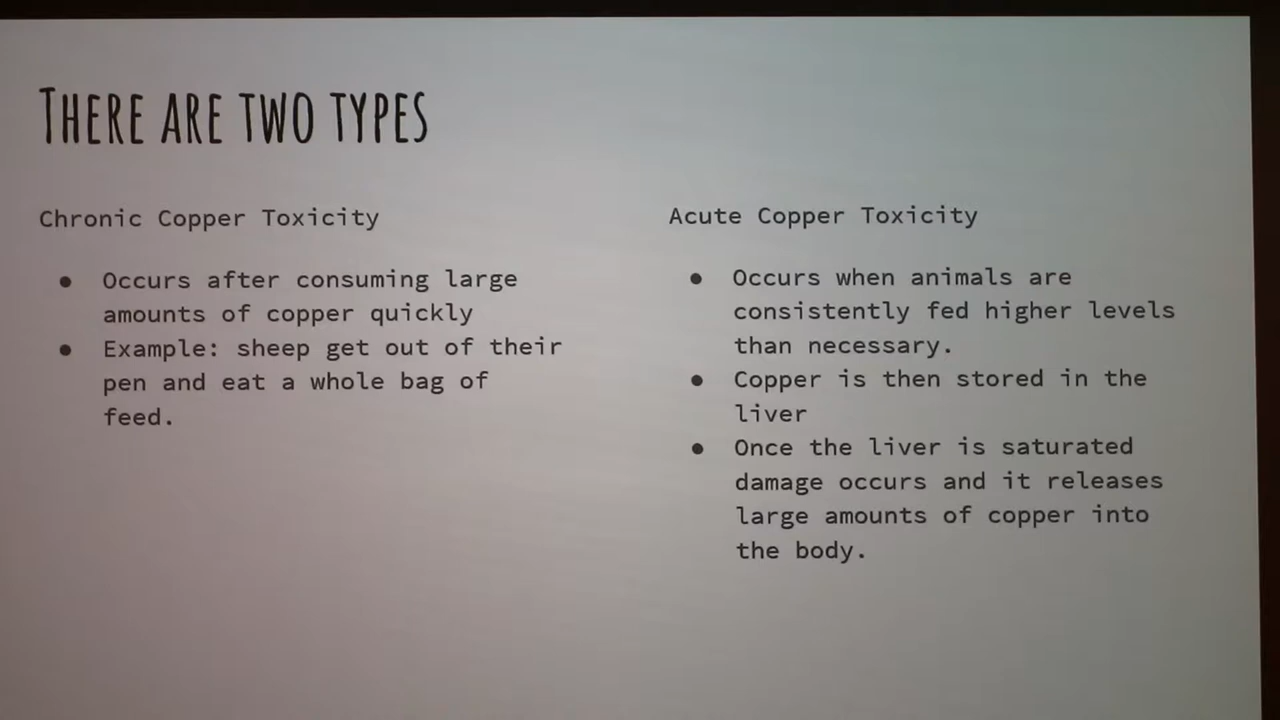 THERE ARE TWO TYPES
Chronic Copper Toxicity
● Occurs after consuming large
amounts of copper quickly
● Example: sheep get out of their
pen and eat a whole bag of
feed.
Acute Copper Toxicity
● Occurs when animals are
consistently fed higher levels
than necessary.
● Copper is then stored in the
liver
● Once the liver is saturated
damage occurs and it releases
large amounts of copper into
the body.